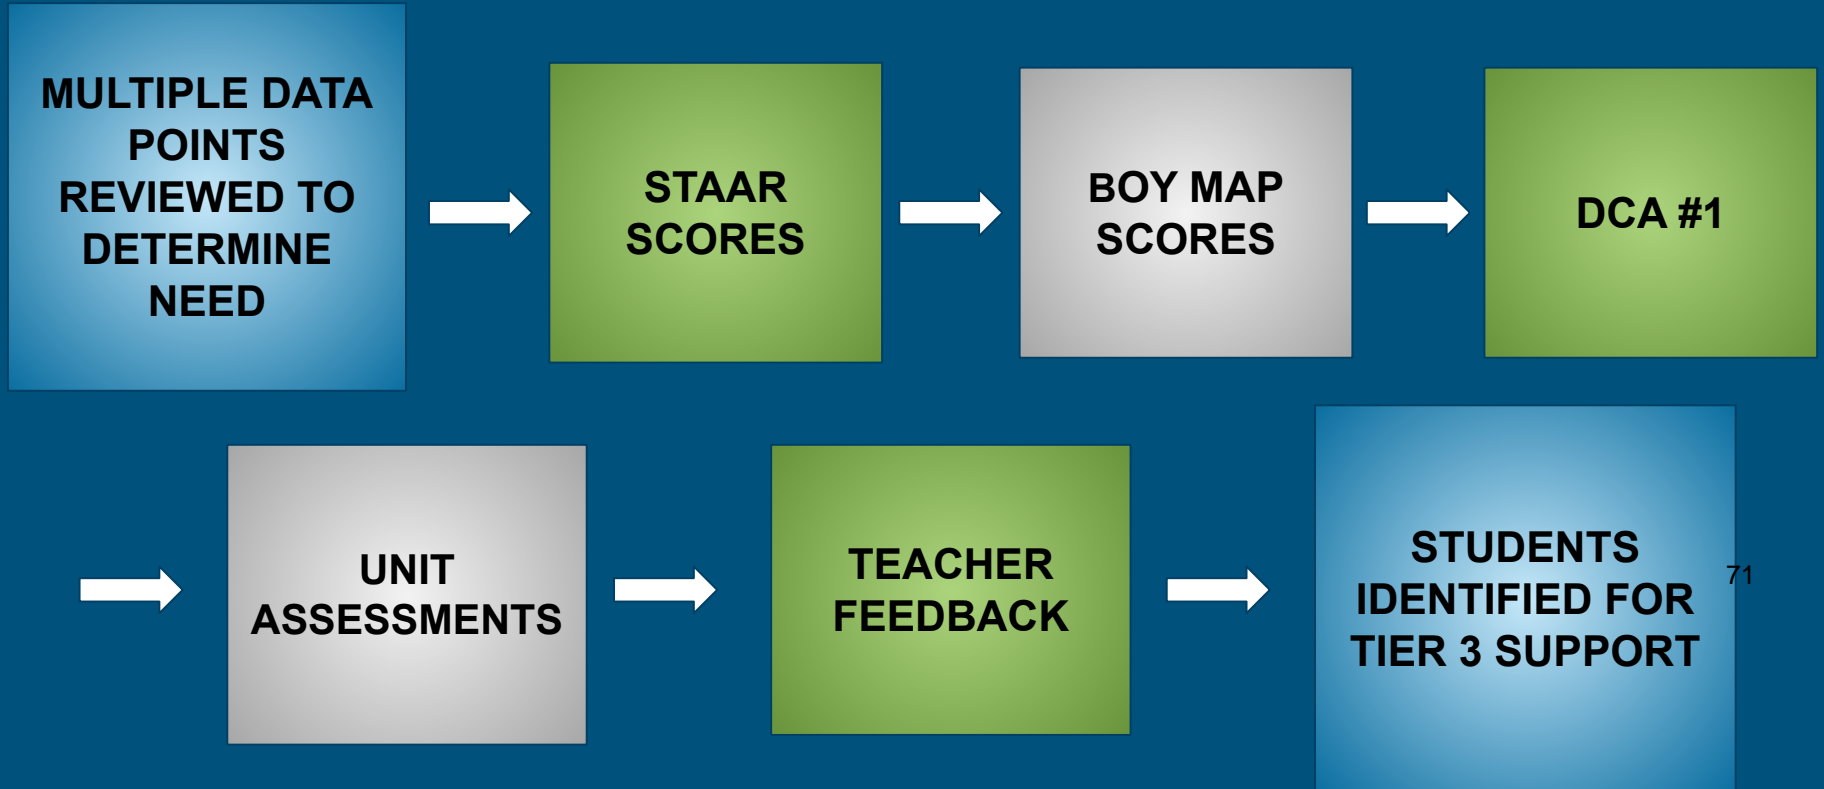 MULTIPLE DATA
POINTS
REVIEWED TO
DETERMINE
NEED
STAAR
SCORES
BOY MAP
SCORES
DCA #1
UNIT
ASSESSMENTS
TEACHER
FEEDBACK
STUDENTS
IDENTIFIED FOR
TIER 3 SUPPORT
71